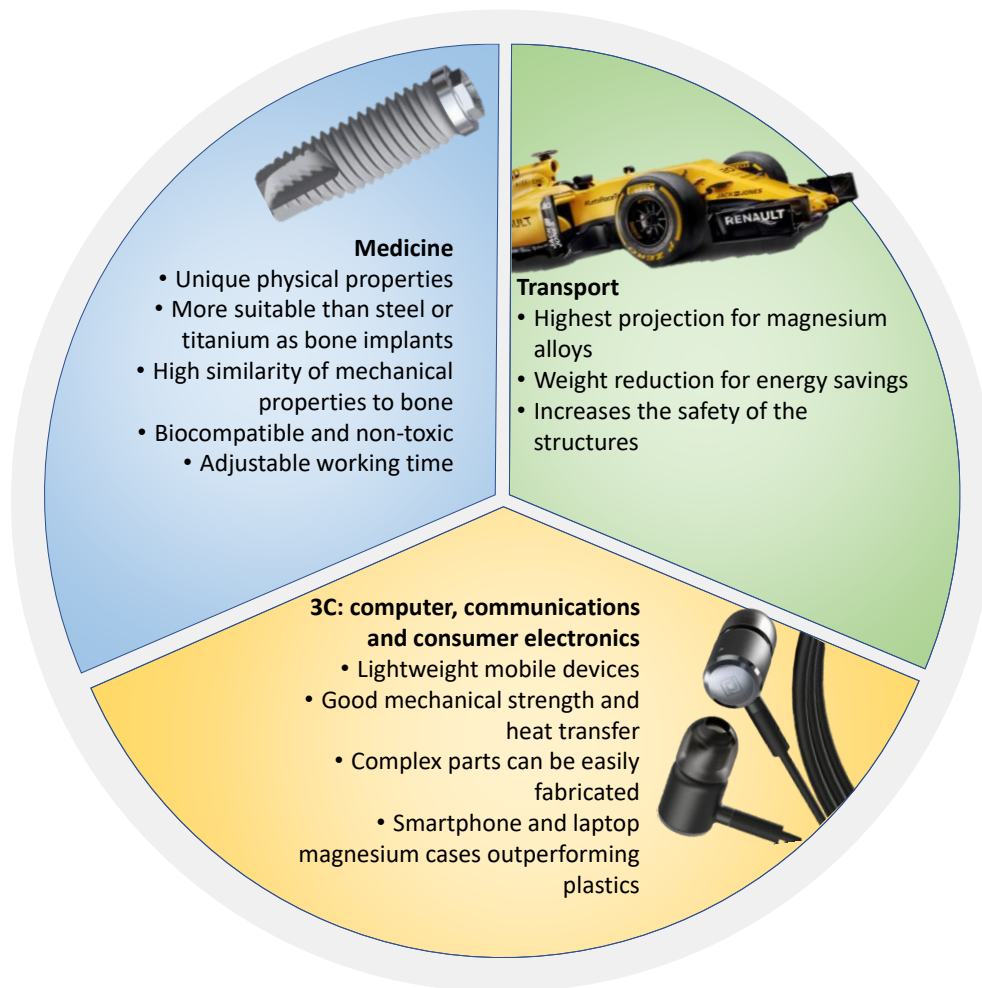 Medicine
• Unique physical properties
• More suitable than steel or
titanium as bone implants
• High similarity of mechanical
properties to bone
• Biocompatible and non-toxic
• Adjustable working time
RENAULT
JACK JONES
Transport
• Highest projection for magnesium
alloys
• Weight reduction for energy savings
• Increases the safety of the
structures
3C: computer, communications
and consumer electronics
• Lightweight mobile devices
• Good mechanical strength and
heat transfer
• Complex parts can be easily
fabricated
• Smartphone and laptop
magnesium cases outperforming
plastics